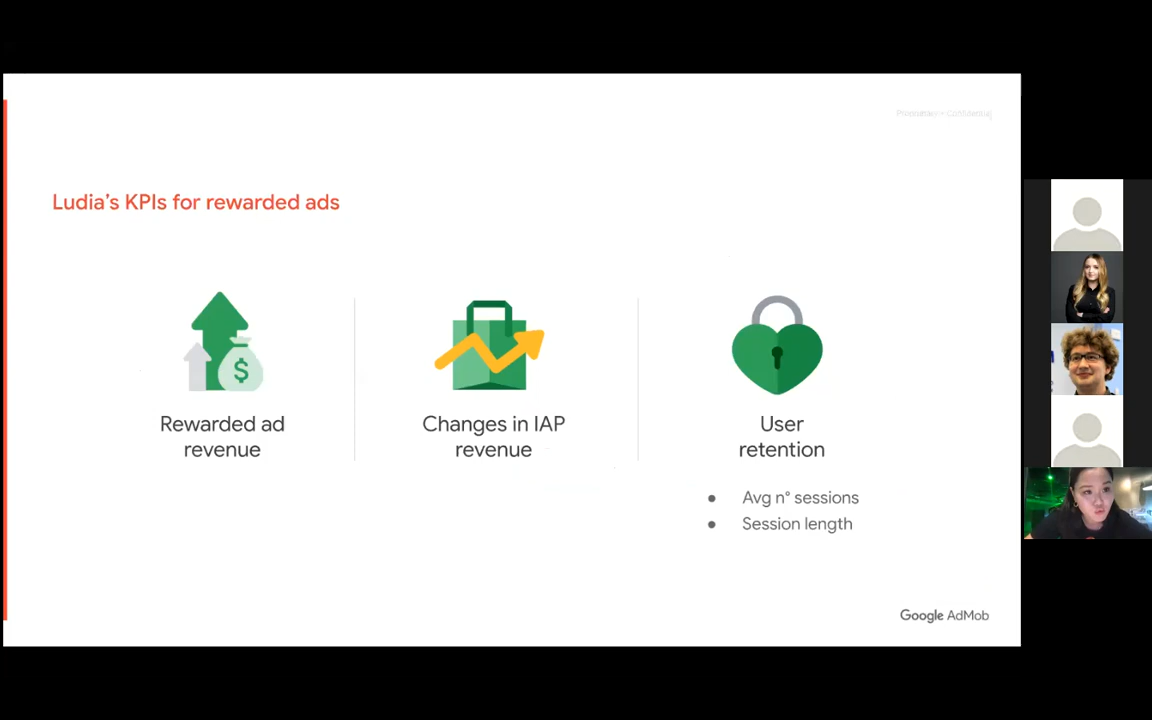 Ludia's KPIs for rewarded ads
Rewarded ad
revenue
Changes in IAP
revenue
User
retention
● Avg n° sessions
● Session length
Google AdMob